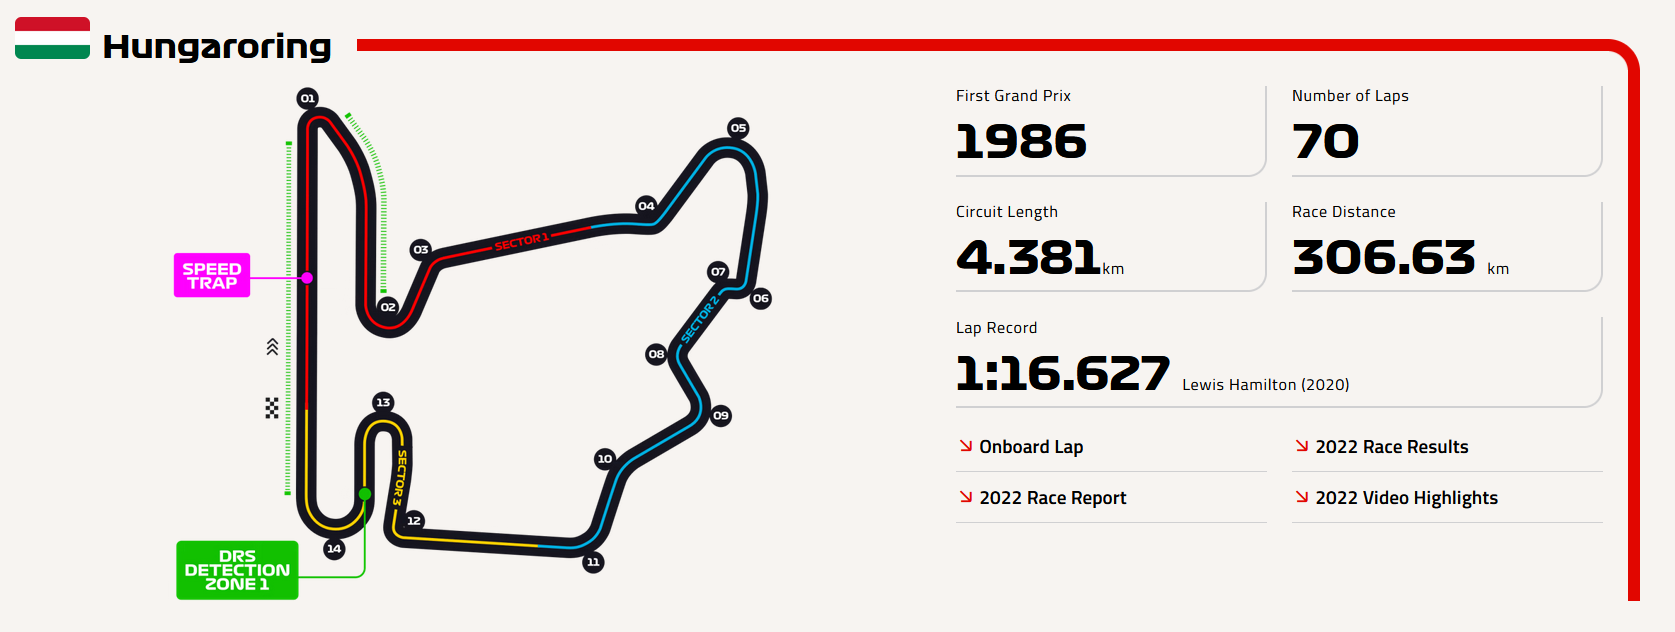 Hungaroring
01
05
First Grand Prix
1986
Number of Laps
70
04
Circuit Length
4.381 km
Race Distance
306.63 km
03
SECTOR 1
SPEED
TRAP
07
06
02
SECTOR 2
Lap Record
1:16.627 Lewis Hamilton (2020)
08
13
09
10
SECTOR 3
Onboard Lap
2022 Race Results
2022 Race Report
2022 Video Highlights
12
14
11
DRS
DETECTION
ZONE 1